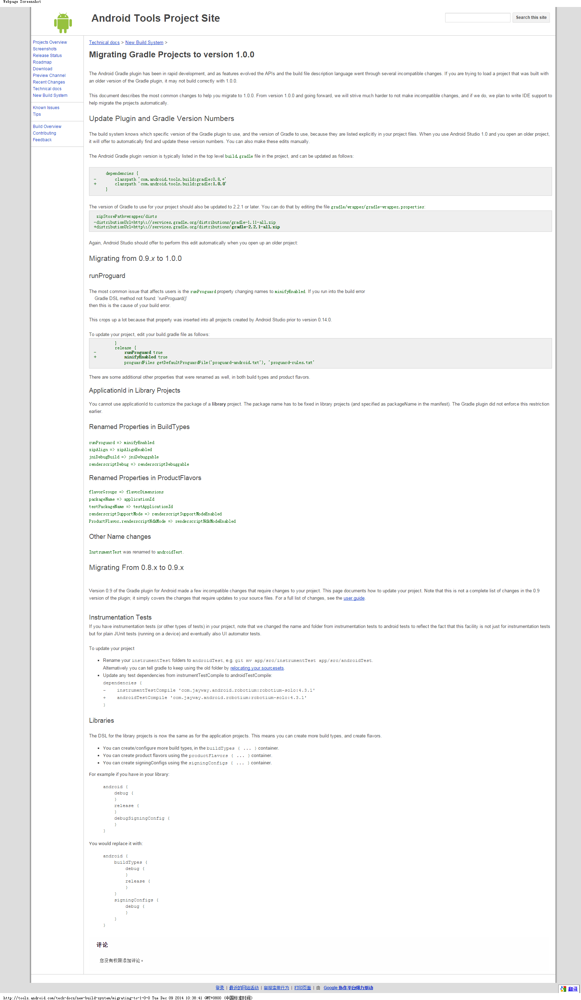 Webpage Screenshot
Android Tools Project Site
Search this site
Projects Overview
Screenshots
Release Status
Roadmap
Download
Preview Channel
Recent Changes
Technical docs
New Build System
Known Issues
Tips
Build Overview
Contributing
Feedback
Technical docs > New Build System >
Migrating Gradle Projects to version 1.0.0
The Android Gradle plugin has been in rapid development, and as features evolved the APIs and the build file description language went through several incompatible changes. If you are trying to load a project that was built with
an older version of the Gradle plugin, it may not build correctly with 1.0.0.
This document describes the most common changes to help you migrate to 1.0.0. From version 1.0.0 and going forward, we will strive much harder to not make incompatible changes, and if we do, we plan to write IDE support to
help migrate the projects automatically.
Update Plugin and Gradle Version Numbers
The build system knows which specific version of the Gradle plugin to use, and the version of Gradle to use, because they are listed explicitly in your project files. When you use Android Studio 1.0 and you open an older project,
it will offer to automatically find and update these version numbers. You can also make these edits manually.
The Android Gradle plugin version is typically listed in the top level build.gradle file in the project, and can be updated as follows:
dependencies {
- classpath 'com.android.tools.build:gradle:0.8.+'
+ classpath 'com.android.tools.build:gradle:1.0.0'
}
The version of Gradle to use for your project should also be updated to 2.2.1 or later. You can do that by editing the file gradle/wrapper/gradle-wrapper.properties:
zipStorePath=wrapper/dists
-distributionUrl=http\://services.gradle.org/distributions/gradle-1.11-all.zip
+distributionUrl=http\://services.gradle.org/distributions/gradle-2.2.1-all.zip
Again, Android Studio should offer to perform this edit automatically when you open up an older project:
Migrating from 0.9.x to 1.0.0
runProguard
The most common issue that affects users is the runProguard property changing names to minifyEnabled. If you run into the build error
Gradle DSL method not found: 'runProguard()'
then this is the cause of your build error.
This crops up a lot because that property was inserted into all projects created by Android Studio prior to version 0.14.0.
To update your project, edit your build.gradle file as follows:
}
release {
- runProguard true
+ minifyEnabled true
proguardFiles getDefaultProguardFile('proguard-android.txt'), 'proguard-rules.txt'
There are some additional other properties that were renamed as well, in both build types and product flavors.
ApplicationId in Library Projects
You cannot use applicationId to customize the package of a library project. The package name has to be fixed in library projects (and specified as packageName in the manifest). The Gradle plugin did not enforce this restriction
earlier.
Renamed Properties in BuildTypes
runProguard => minifyEnabled
zipAlign => zipAlignEnabled
jniDebugBuild => jniDebuggable
renderscriptDebug => renderscriptDebuggable
Renamed Properties in ProductFlavors
flavorGroups => flavorDimensions
packageName => applicationId
testPackageName => testApplicationId
renderscriptSupportMode => renderscriptSupportModeEnabled
ProductFlavor.renderscriptNdkMode => renderscriptNdkModeEnabled
Other Name changes
InstrumentTest was renamed to androidTest.
Migrating From 0.8.x to 0.9.x
Version 0.9 of the Gradle plugin for Android made a few incompatible changes that require changes to your project. This page documents how to update your project. Note that this is not a complete list of changes in the 0.9
version of the plugin; it simply covers the changes that require updates to your source files. For a full list of changes, see the user guide.
Instrumentation Tests
If you have instrumentation tests (or other types of tests) in your project, note that we changed the name and folder from instrumentation tests to android tests to reflect the fact that this facility is not just for instrumentation tests
but for plain JUnit tests (running on a device) and eventually also UI automator tests.
To update your project
▪ Rename your instrumentTest folders to androidTest, e.g. git mv app/src/instrumentTest app/src/androidTest.
Alternatively you can tell gradle to keep using the old folder by relocating your sourcesets.
▪ Update any test dependencies from instrumentTestCompile to androidTestCompile:
dependencies {
- instrumentTestCompile 'com.jayway.android.robotium:robotium-solo:4.3.1'
+ androidTestCompile 'com.jayway.android.robotium:robotium-solo:4.3.1'
}
Libraries
The DSL for the library projects is now the same as for the application projects. This means you can create more build types, and create flavors.
▪ You can create/configure more build types, in the buildTypes { ... } container.
▪ You can create product flavors using the productFlavors { ... } container.
▪ You can create signingConfigs using the signingConfigs { ... } container.
For example if you have in your library:
android {
debug {
}
release {
}
debugSigningConfig {
}
}
You would replace it with:
android {
buildTypes {
debug {
}
release {
}
}
signingConfigs {
debug {
}
}
}
评论
您没有权限添加评论。
登录 | 最近的网站活动 | 举报滥用行为 | 打印页面 | 由 Google 协作平台强力驱动
翻译
http://tools.android.com/tech-docs/new-build-system/migrating-to-1-0-0 Tue Dec 09 2014 10:38:41 GMT+0800 (中国标准时间)